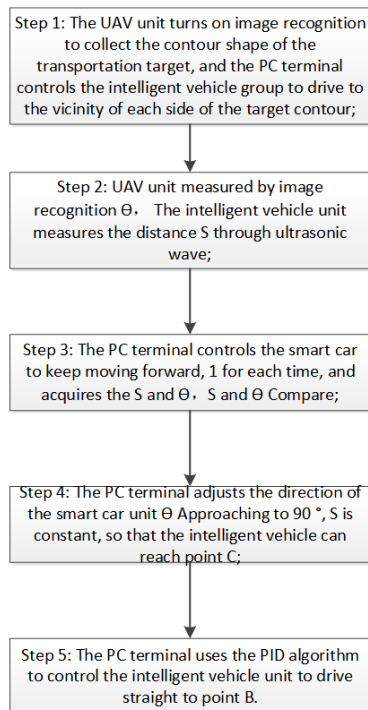 Step 1: The UAV unit turns on image recognition
to collect the contour shape of the
transportation target, and the PC terminal
controls the intelligent vehicle group to drive to
the vicinity of each side of the target contour;
Step 2: UAV unit measured by image
recognition Θ， The intelligent vehicle unit
measures the distance S through ultrasonic
wave;
Step 3: The PC terminal controls the smart car
to keep moving forward, 1 for each time, and
acquires the S and Θ，S and Θ Compare;
Step 4: The PC terminal adjusts the direction of
the smart car unit Θ Approaching to 90 °, S is
constant, so that the intelligent vehicle can
reach point C;
Step 5: The PC terminal uses the PID algorithm
to control the intelligent vehicle unit to drive
straight to point B.